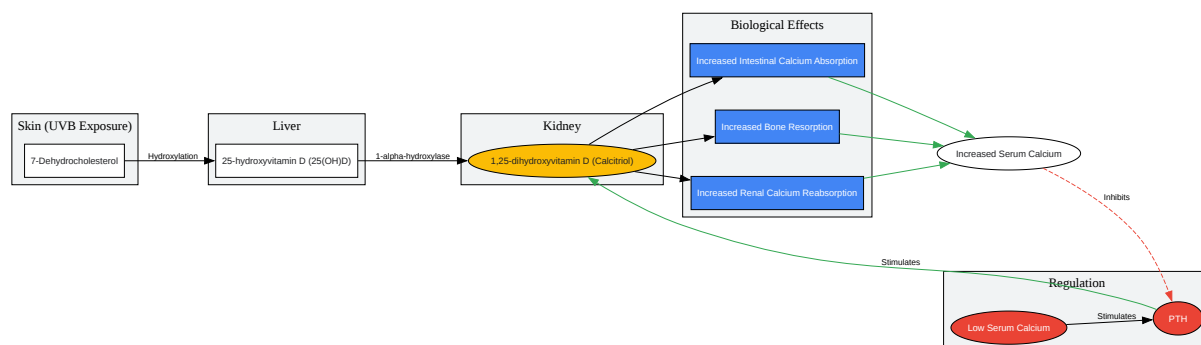 Biological Effects
Increased Intestinal Calcium Absorption
Skin (UVB Exposure)
7-Dehydrocholesterol
Hydroxylation
Liver
25-hydroxyvitamin D (25(OH)D)
1-alpha-hydroxylase
Kidney
1,25-dihydroxyvitamin D (Calcitriol)
Increased Bone Resorption
Increased Renal Calcium Reabsorption
Increased Serum Calcium
Inhibits
Stimulates
Regulation
Low Serum Calcium
Stimulates
PTH